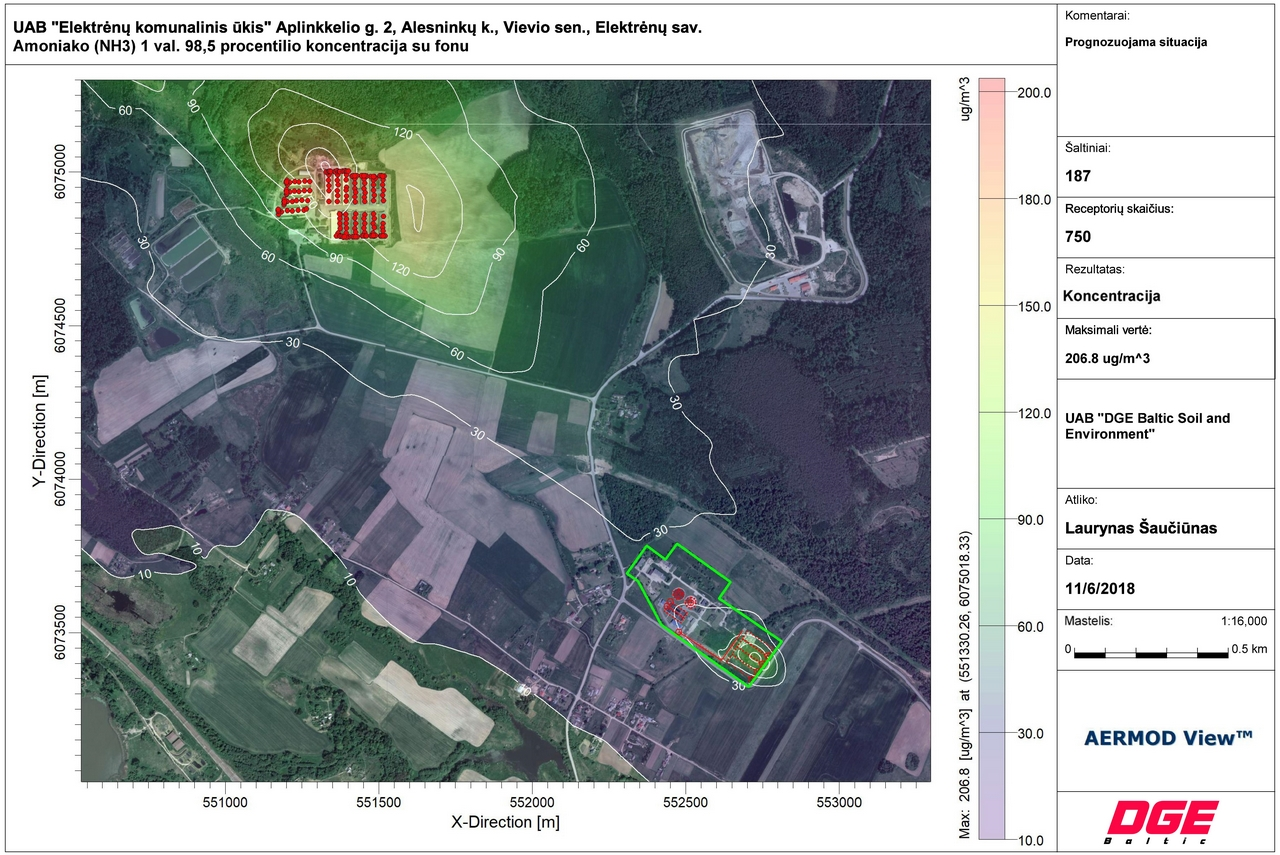 UAB "Elektrėnų komunalinis ūkis" Aplinkkelio g. 2, Alesninkų k., Vievio sen., Elektrėnų sav.
Amoniako (NH3) 1 val. 98,5 procentilio koncentracija su fonu
Komentarai:
Prognozuojama situacija
Šaltiniai:
187
Receptorių skaičius:
750
Rezultatas:
Koncentracija
Maksimali vertė:
206.8 ug/m^3
UAB "DGE Baltic Soil and
Environment"
Atliko:
Laurynas Šaučiūnas
Data:
11/6/2018
Mastelis:
1:16,000
0
0.5 km
AERMOD View™
DGE
Baltic
Y-Direction [m]
6075000
6074500
6074000
6073500
551000
551500
552000
552500
553000
X-Direction [m]
60
90
120
30
60
90
120
60
90
60
30
30
30
30
30
10
10
10
10
30
ug/m^3
200.0
180.0
150.0
120.0
90.0
60.0
30.0
10.0
Max: 206.8 [ug/m^3] at (551330.26, 6075018.33)